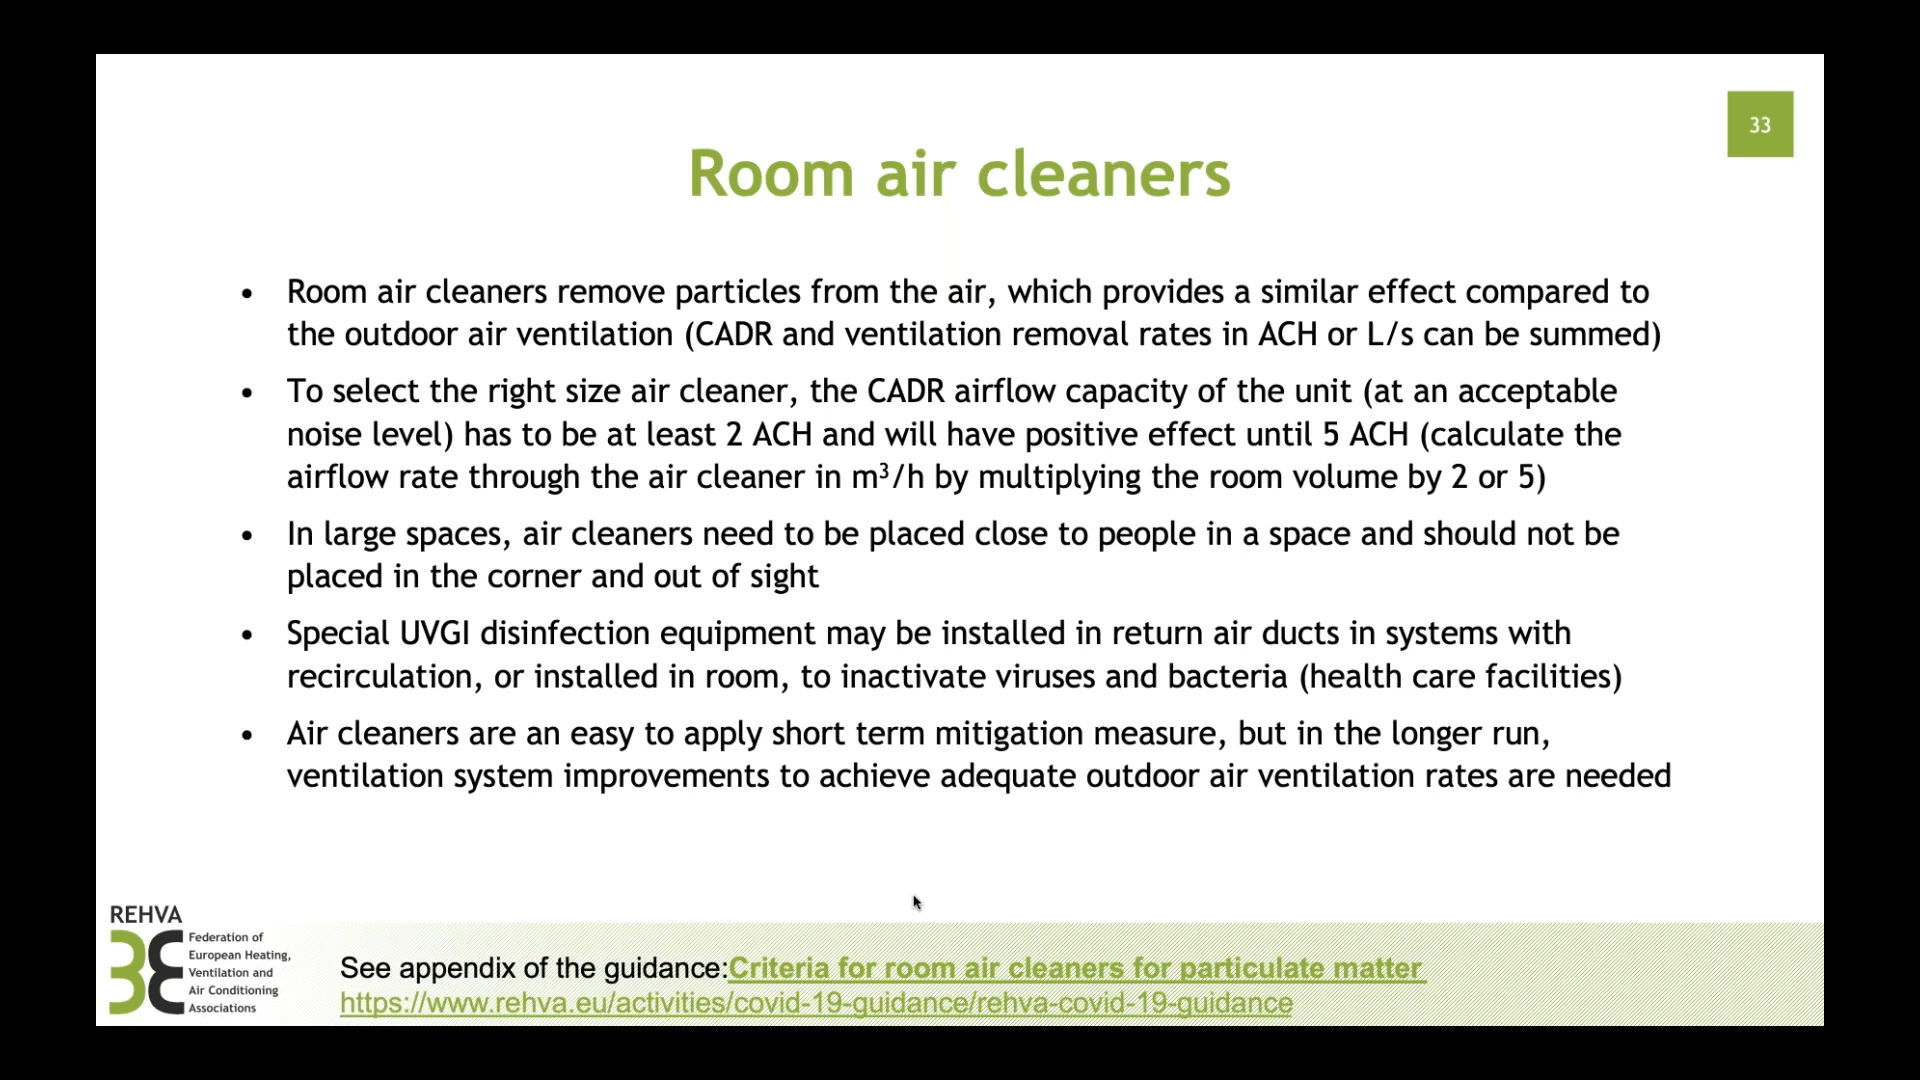 33
Room air cleaners
• Room air cleaners remove particles from the air, which provides a similar effect compared to
the outdoor air ventilation (CADR and ventilation removal rates in ACH or L/s can be summed)
• To select the right size air cleaner, the CADR airflow capacity of the unit (at an acceptable
noise level) has to be at least 2 ACH and will have positive effect until 5 ACH (calculate the
airflow rate through the air cleaner in m³/h by multiplying the room volume by 2 or 5)
• In large spaces, air cleaners need to be placed close to people in a space and should not be
placed in the corner and out of sight
• Special UVGI disinfection equipment may be installed in return air ducts in systems with
recirculation, or installed in room, to inactivate viruses and bacteria (health care facilities)
• Air cleaners are an easy to apply short term mitigation measure, but in the longer run,
ventilation system improvements to achieve adequate outdoor air ventilation rates are needed
REHVA
Federation of
European Heating,
Ventilation and
Air Conditioning
Associations
See appendix of the guidance:Criteria for room air cleaners for particulate matter
https://www.rehva.eu/activities/covid-19-guidance/rehva-covid-19-guidance